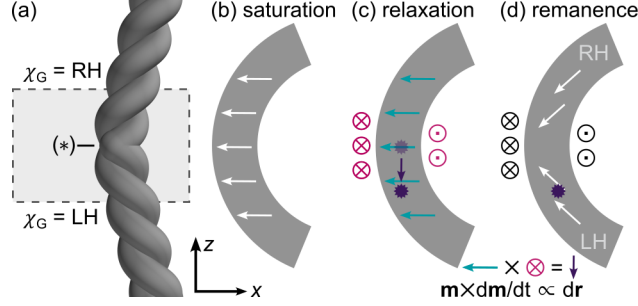 (a)
(b) saturation
(c) relaxation
(d) remanence
χG = RH
(*)
χG = LH
z
x
RH
LH
× ⊗ = ↓
m×dm/dt ∝ dr